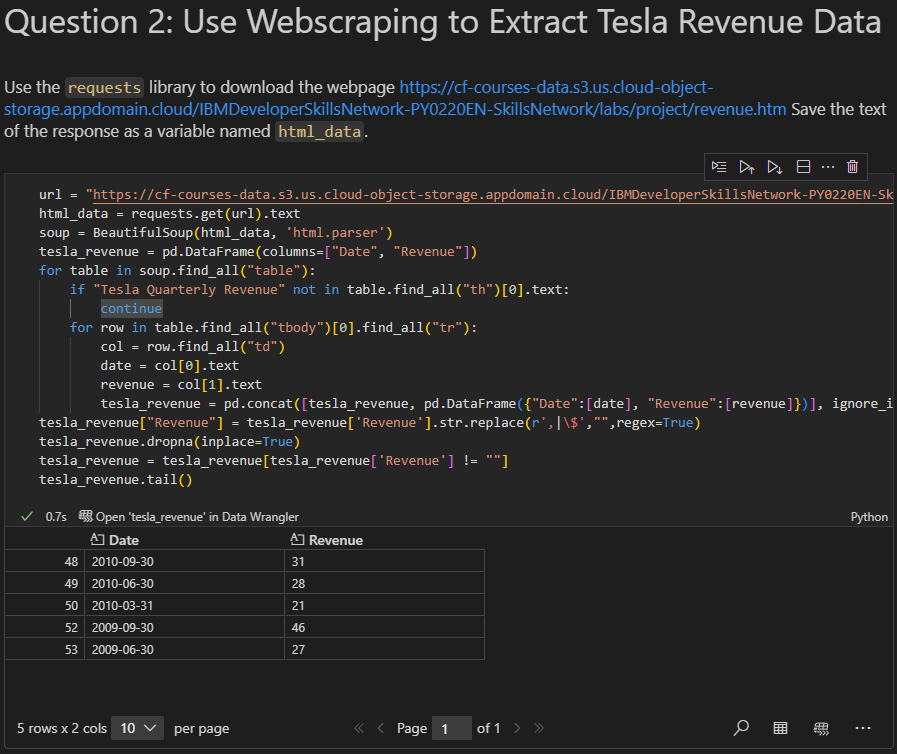 Question 2: Use Webscraping to Extract Tesla Revenue Data
Use the requests library to download the webpage https://cf-courses-data.s3.us.cloud-object-
storage.appdomain.cloud/IBMDeveloperSkillsNetwork-PY0220EN-SkillsNetwork/labs/project/revenue.htm Save the text
of the response as a variable named html_data.
url = "https://cf-courses-data.s3.us.cloud-object-storage.appdomain.cloud/IBMDeveloperSkillsNetwork-PY0220EN-Sk
html_data = requests.get(url).text
soup = BeautifulSoup(html_data, 'html.parser')
tesla_revenue = pd.DataFrame(columns=["Date", "Revenue"])
for table in soup.find_all("table"):
    if "Tesla Quarterly Revenue" not in table.find_all("th")[0].text:
        continue
    for row in table.find_all("tbody")[0].find_all("tr"):
        col = row.find_all("td")
        date = col[0].text
        revenue = col[1].text
        tesla_revenue = pd.concat([tesla_revenue, pd.DataFrame({"Date":[date], "Revenue":[revenue]})], ignore_i
tesla_revenue["Revenue"] = tesla_revenue['Revenue'].str.replace(r',|\$',"",regex=True)
tesla_revenue.dropna(inplace=True)
tesla_revenue = tesla_revenue[tesla_revenue['Revenue'] != ""]
tesla_revenue.tail()
0.7s Open 'tesla_revenue' in Data Wrangler Python
Date Revenue
48 2010-09-30 31
49 2010-06-30 28
50 2010-03-31 21
52 2009-09-30 46
53 2009-06-30 27
5 rows x 2 cols 10 per page Page 1 of 1